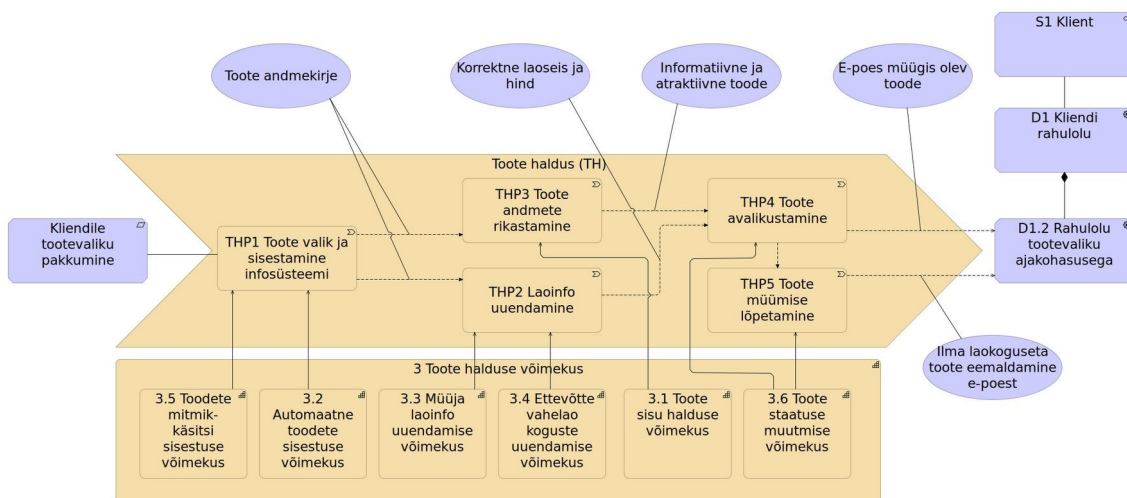 S1 Klient
Toote andmekirje
Korrektne laoseis ja
hind
Informatiivne ja
atraktiivne toode
E-poes müügis olev
toode
D1 Kliendi
rahulolu
Toote haldus (TH)
THP3 Toote
andmete
rikastamine
THP4 Toote
avalikustamine
Kliendile
tootevaliku
pakkumine
THP1 Toote valik ja
sisestamine
infosüsteemi
D1.2 Rahulolu
tootevaliku
ajakohasusega
THP2 Laoinfo
uuendamine
THP5 Toote
müümise
lõpetamine
Ilma laokoguseta
toote eemaldamine
e-poest
3 Toote halduse võimekus
3.5 Toodete
mitmik-
käsitsi
sisestuse
võimekus
3.2
Automaatne
toodete
sisestuse
võimekus
3.3 Müüja
laoinfo
uuendamise
võimekus
3.4 Ettevõtte
vahelao
koguste
uuendamise
võimekus
3.1 Toote
sisu halduse
võimekus
3.6 Toote
staatuse
muutmise
võimekus